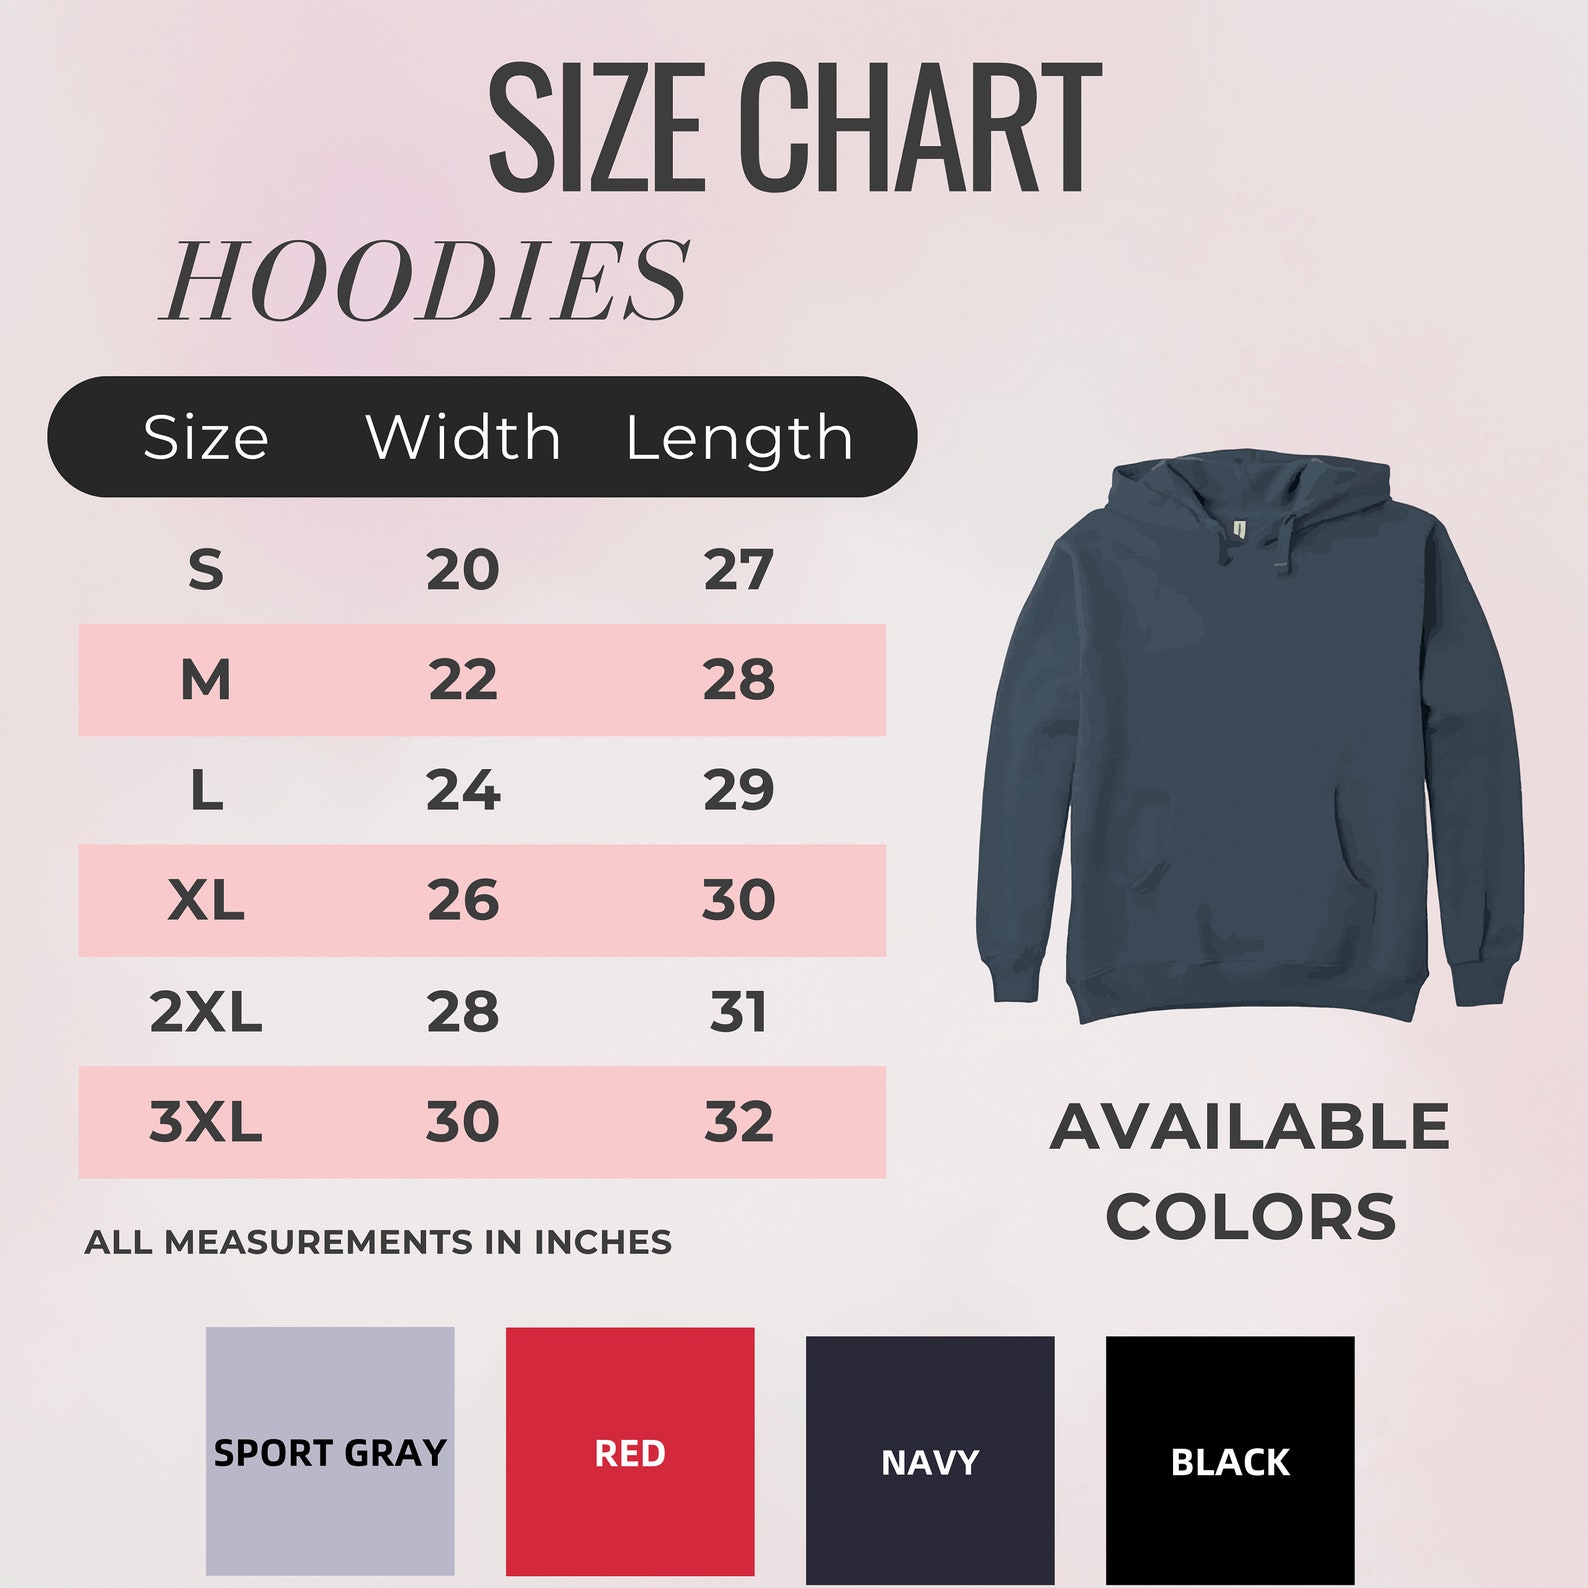 SIZE CHART
HOODIES
Size Width Length
S 20 27
M 22 28
L 24 29
XL 26 30
2XL 28 31
3XL 30 32
ALL MEASUREMENTS IN INCHES
AVAILABLE
COLORS
SPORT GRAY
RED
NAVY
BLACK